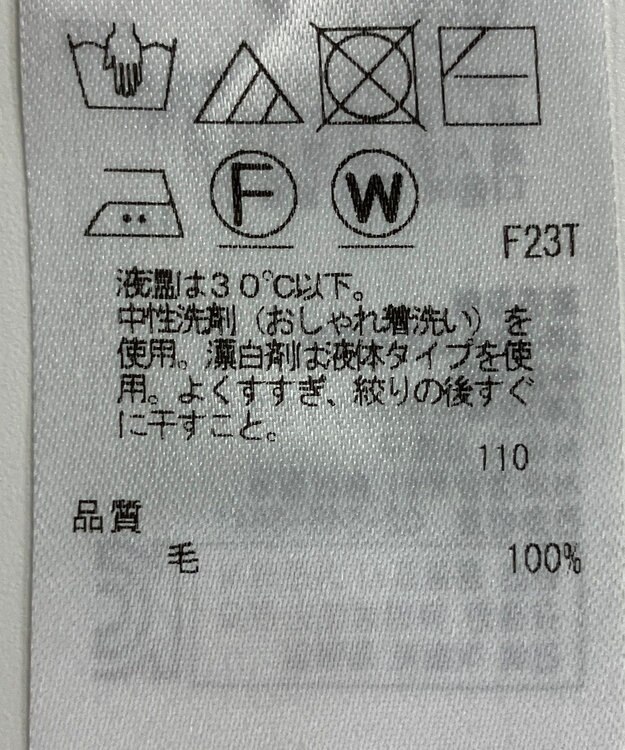 F
W
F23T
液温は30℃以下。
中性洗剤（おしゃれ着洗い）を
使用。漂白剤は液体タイプを使
用。よくすすぎ、絞りの後すぐ
に干すこと。
110
品質
毛 100%